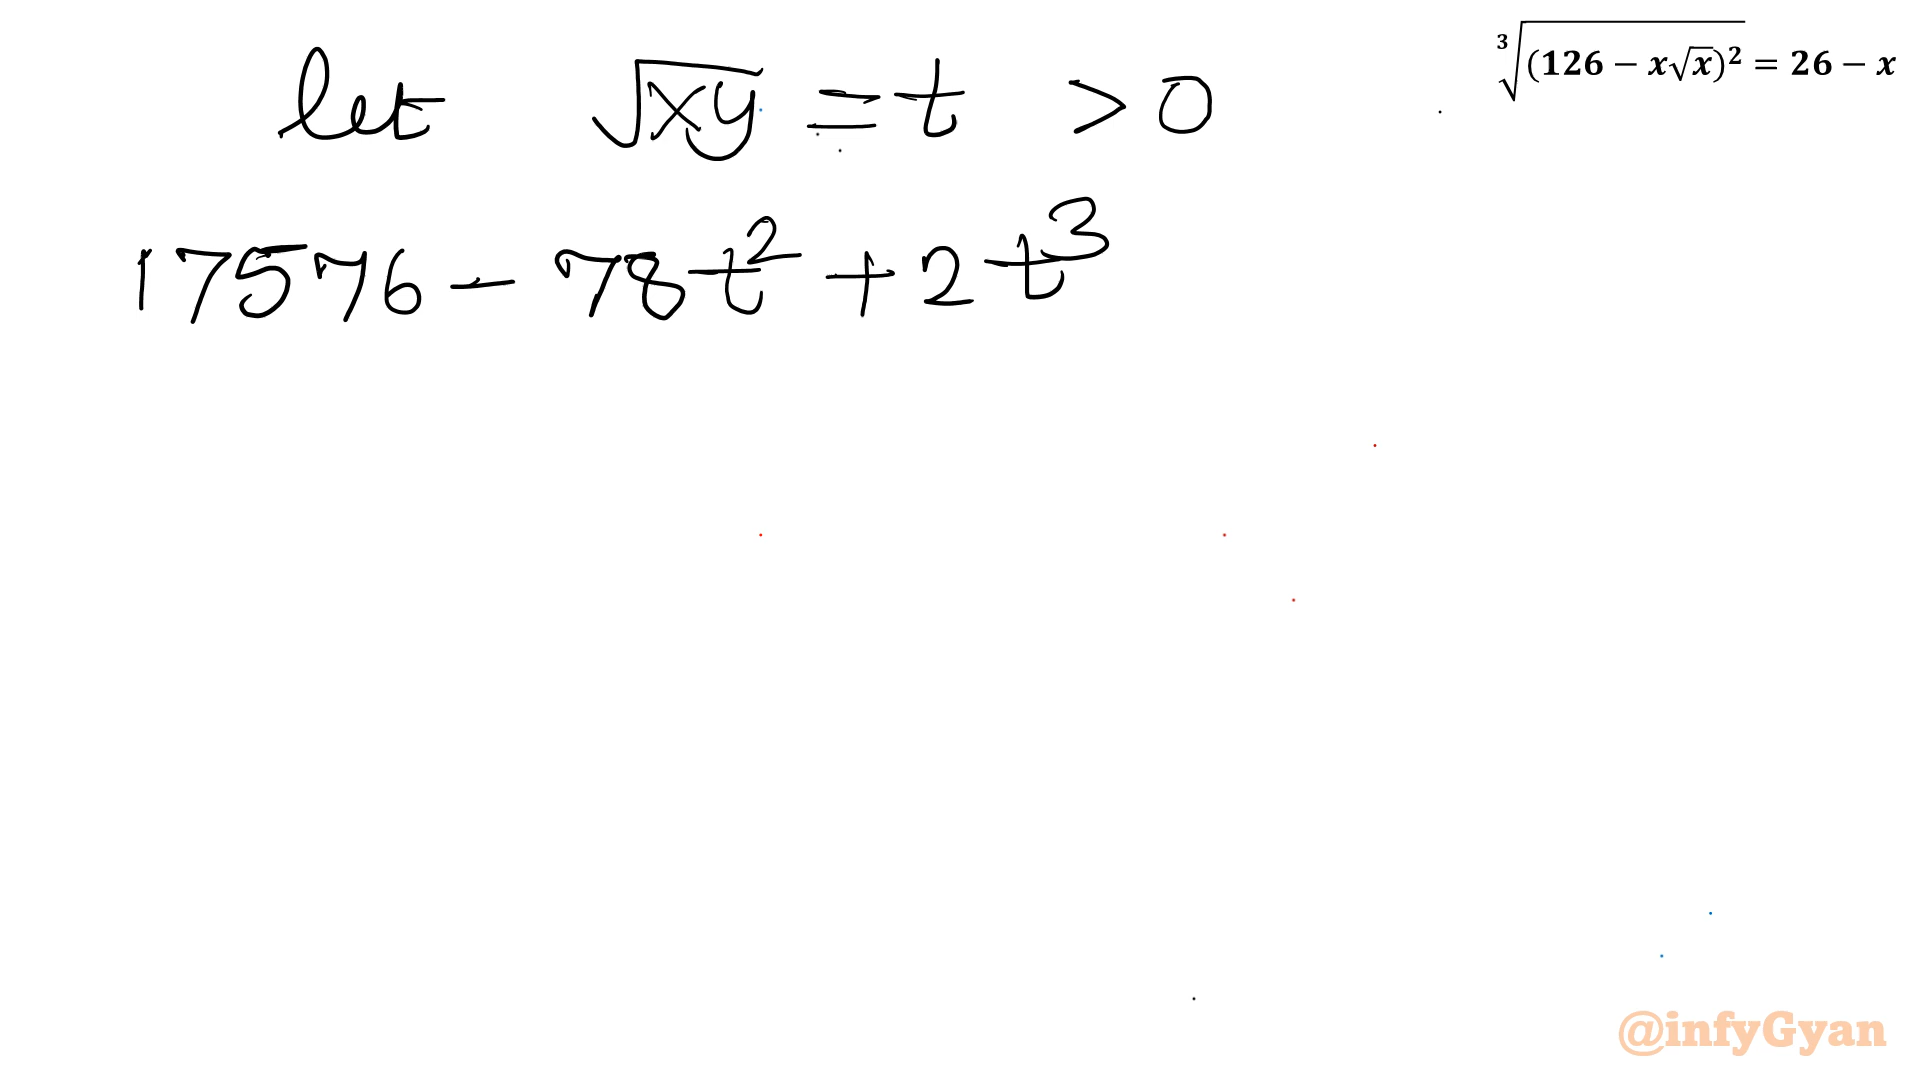 let √xy = t > 0
∛(126 − x√x)² = 26 − x
17576 − 78t² + 2t³
@infyGyan